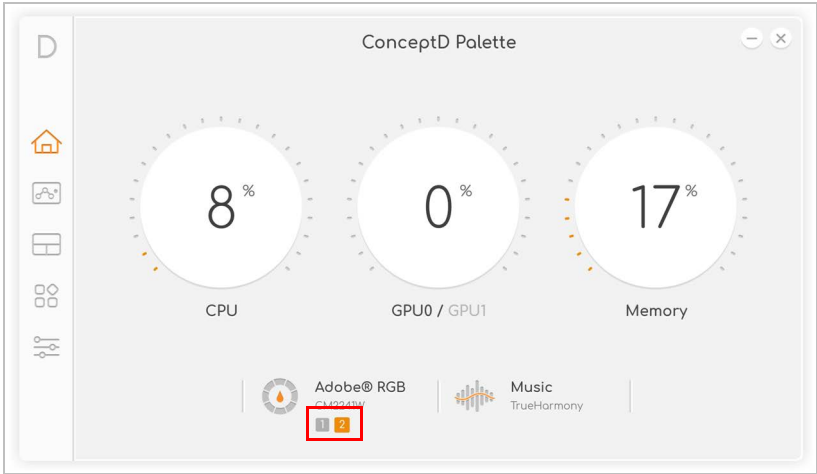 D
ConceptD Palette
8 %
0 %
17 %
CPU
GPU0 / GPU1
Memory
Adobe® RGB
CM2241W
1 2
Music
TrueHarmony